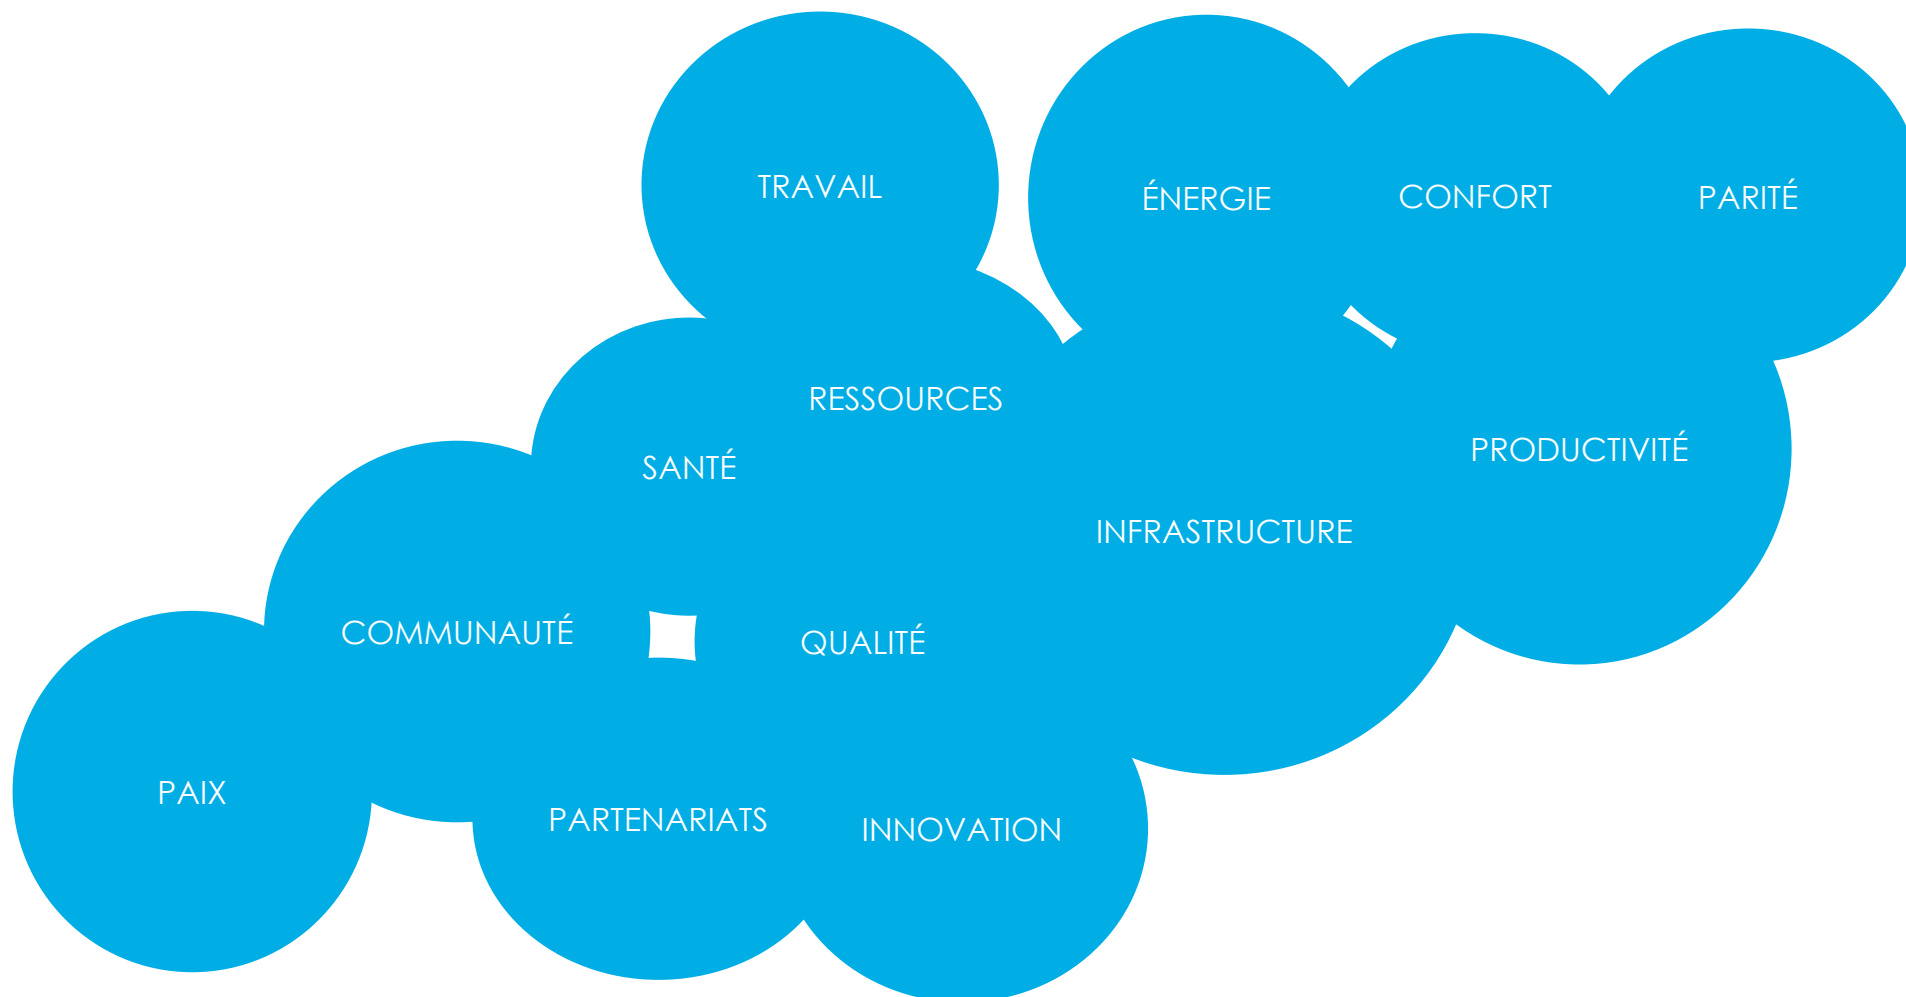 TRAVAIL
ÉNERGIE
CONFORT
PARITÉ
RESSOURCES
SANTÉ
PRODUCTIVITÉ
INFRASTRUCTURE
COMMUNAUTÉ
QUALITÉ
PAIX
PARTENARIATS
INNOVATION